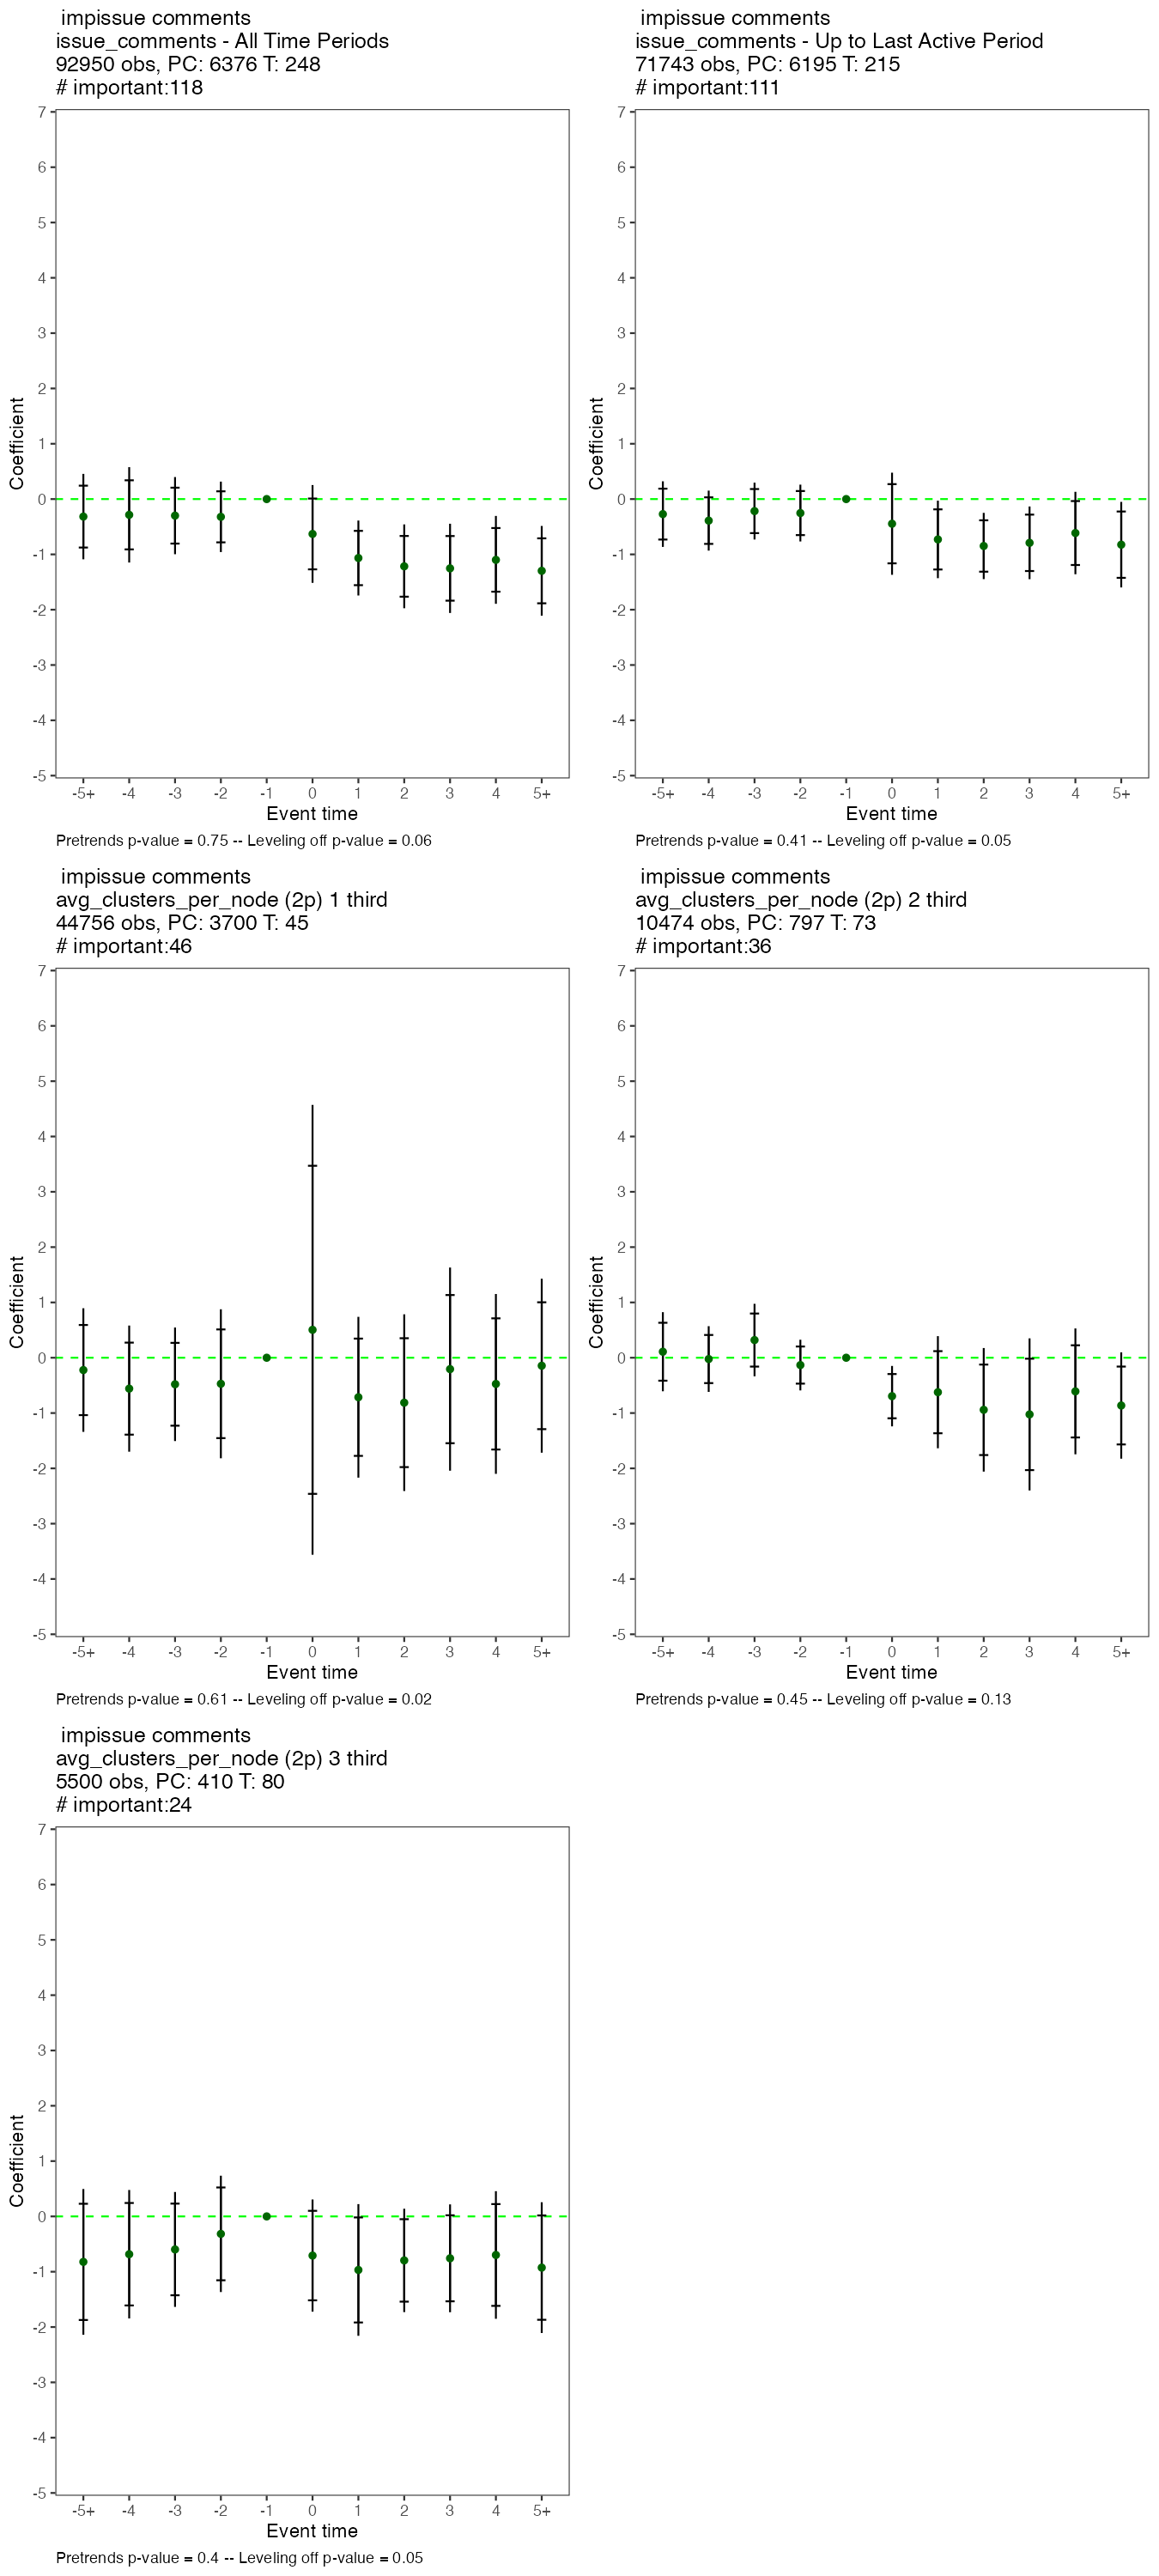 impissue comments
issue_comments - All Time Periods
92950 obs, PC: 6376 T: 248
# important:118
7
6
5
4
3
2
1
0
-1
-2
-3
-4
-5
Coefficient
-5+ -4 -3 -2 -1 0 1 2 3 4 5+
Event time
Pretrends p-value = 0.75 -- Leveling off p-value = 0.06
impissue comments
issue_comments - Up to Last Active Period
71743 obs, PC: 6195 T: 215
# important:111
7
6
5
4
3
2
1
0
-1
-2
-3
-4
-5
Coefficient
-5+ -4 -3 -2 -1 0 1 2 3 4 5+
Event time
Pretrends p-value = 0.41 -- Leveling off p-value = 0.05
impissue comments
avg_clusters_per_node (2p) 1 third
44756 obs, PC: 3700 T: 45
# important:46
7
6
5
4
3
2
1
0
-1
-2
-3
-4
-5
Coefficient
-5+ -4 -3 -2 -1 0 1 2 3 4 5+
Event time
Pretrends p-value = 0.61 -- Leveling off p-value = 0.02
impissue comments
avg_clusters_per_node (2p) 2 third
10474 obs, PC: 797 T: 73
# important:36
7
6
5
4
3
2
1
0
-1
-2
-3
-4
-5
Coefficient
-5+ -4 -3 -2 -1 0 1 2 3 4 5+
Event time
Pretrends p-value = 0.45 -- Leveling off p-value = 0.13
impissue comments
avg_clusters_per_node (2p) 3 third
5500 obs, PC: 410 T: 80
# important:24
7
6
5
4
3
2
1
0
-1
-2
-3
-4
-5
Coefficient
-5+ -4 -3 -2 -1 0 1 2 3 4 5+
Event time
Pretrends p-value = 0.4 -- Leveling off p-value = 0.05